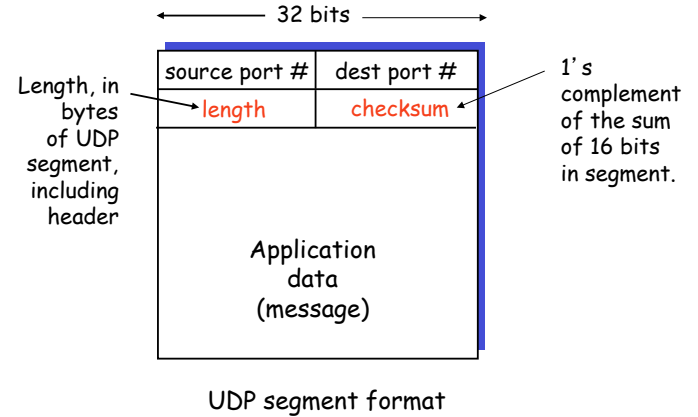 32 bits
source port #
dest port #
length
checksum
Length, in
bytes
of UDP
segment,
including
header
1’s
complement
of the sum
of 16 bits
in segment.
Application
data
(message)
UDP segment format